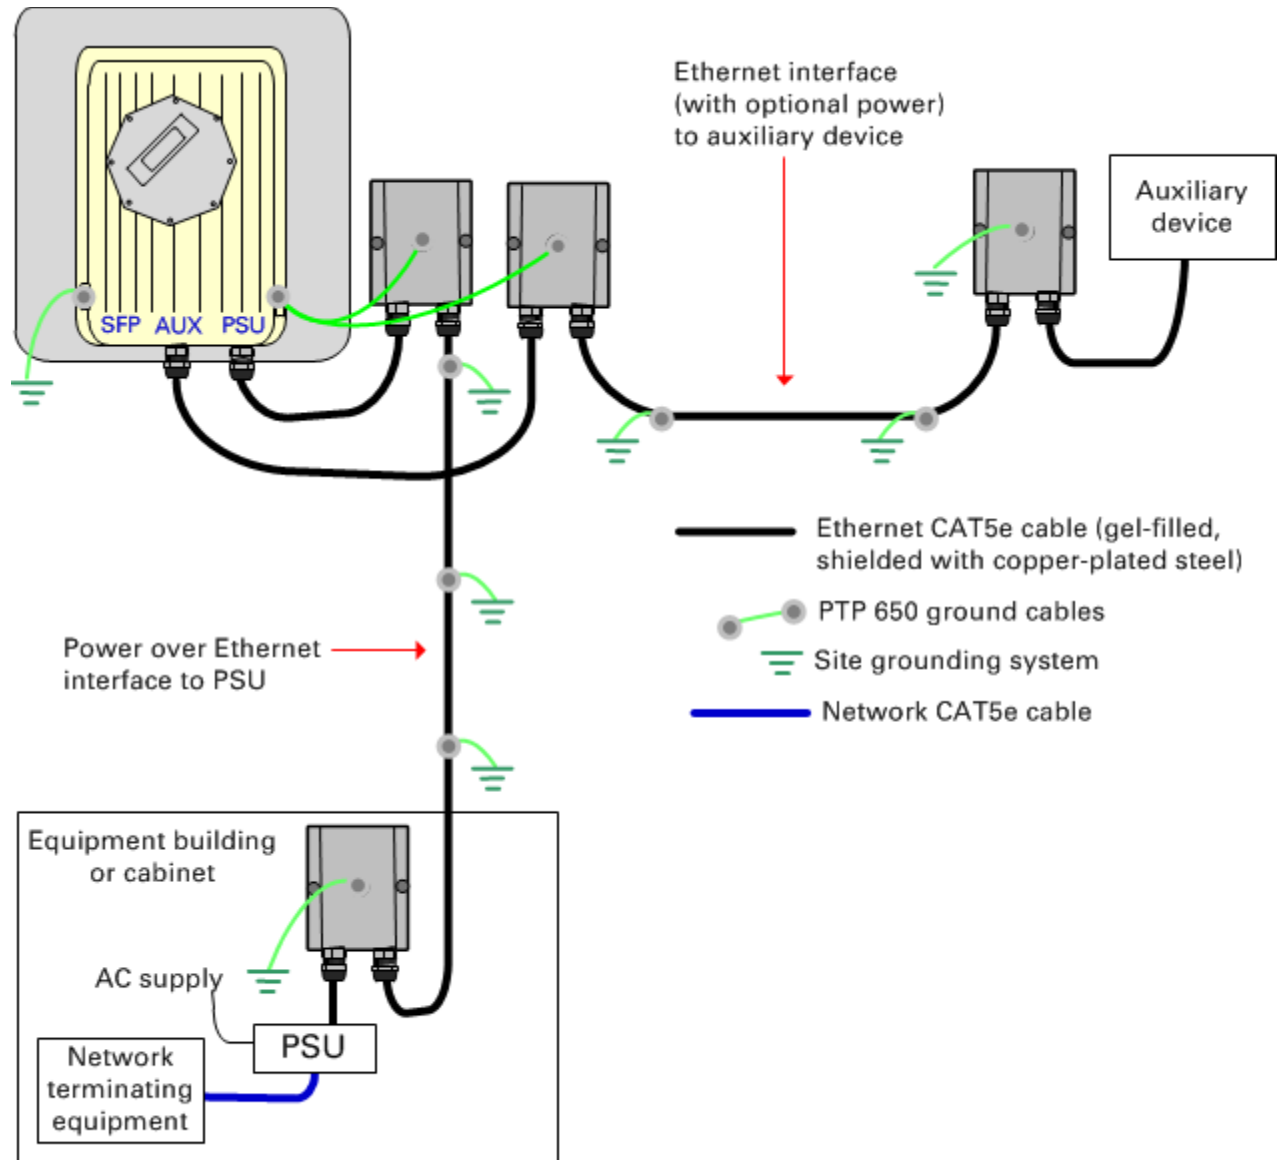 Ethernet interface
(with optional power)
to auxiliary device
Auxiliary
device
SFP AUX PSU
Ethernet CAT5e cable (gel-filled,
shielded with copper-plated steel)
PTP 650 ground cables
Site grounding system
Network CAT5e cable
Power over Ethernet
interface to PSU
Equipment building
or cabinet
AC supply
PSU
Network
terminating
equipment